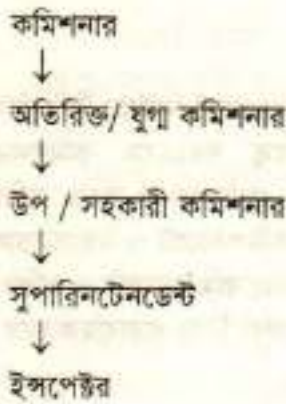 কমিশনার
↓
অতিরিক্ত/ যুগ্ম কমিশনার
↓
উপ / সহকারী কমিশনার
↓
সুপারিনটেনডেন্ট
↓
ইন্সপেক্টর